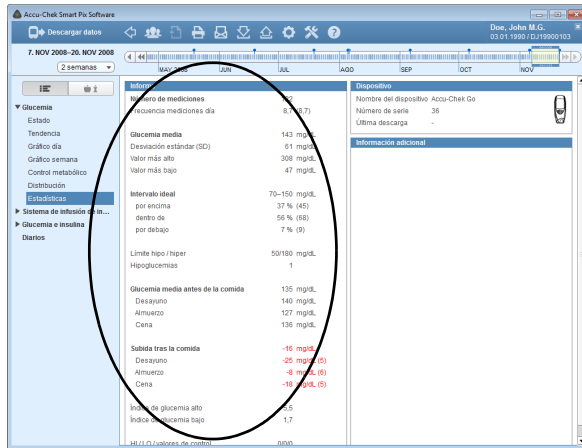 Accu-Chek Smart Pix Software
Descargar datos
Doe, John M.G.
03.01.1990 / DJ19900103
7. NOV 2008–20. NOV 2008
2 semanas
MAY 2008 JUN JUL AGO SEP OCT NOV
Glucemia
Estado
Tendencia
Gráfico día
Gráfico semana
Control metabólico
Distribución
Estadísticas
Sistema de infusión de in...
Glucemia e insulina
Diarios
Número de mediciones
Frecuencia mediciones día 8,7 (8,7)
Glucemia media 143 mg/dL
Desviación estándar (SD) 61 mg/dL
Valor más alto 308 mg/dL
Valor más bajo 47 mg/dL
Intervalo ideal 70–150 mg/dL
por encima 37 % (45)
dentro de 56 % (68)
por debajo 7 % (9)
Límite hipo / hiper 50/180 mg/dL
Hipoglucemias 1
Glucemia media antes de la comida 135 mg/dL
Desayuno 140 mg/dL
Almuerzo 127 mg/dL
Cena 136 mg/dL
Subida tras la comida -16 mg/dL
Desayuno -25 mg/dL (5)
Almuerzo -8 mg/dL (6)
Cena -18 mg/dL (5)
Índice de glucemia alto 5,5
Índice de glucemia bajo 1,7
HI / LO / valores de control 0/0/0
Dispositivo
Nombre del dispositivo Accu-Chek Go
Número de serie 36
Última descarga -
Información adicional